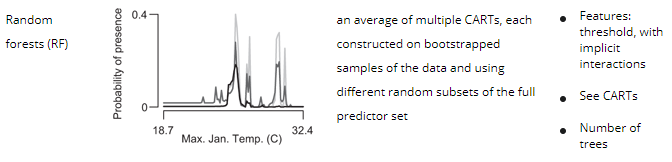 Random
forests (RF)
0.4
0
Probability of presence
18.7
32.4
Max. Jan. Temp. (C)
an average of multiple CARTs, each
constructed on bootstrapped
samples of the data and using
different random subsets of the full
predictor set
● Features:
threshold, with
implicit
interactions
● See CARTs
● Number of
trees